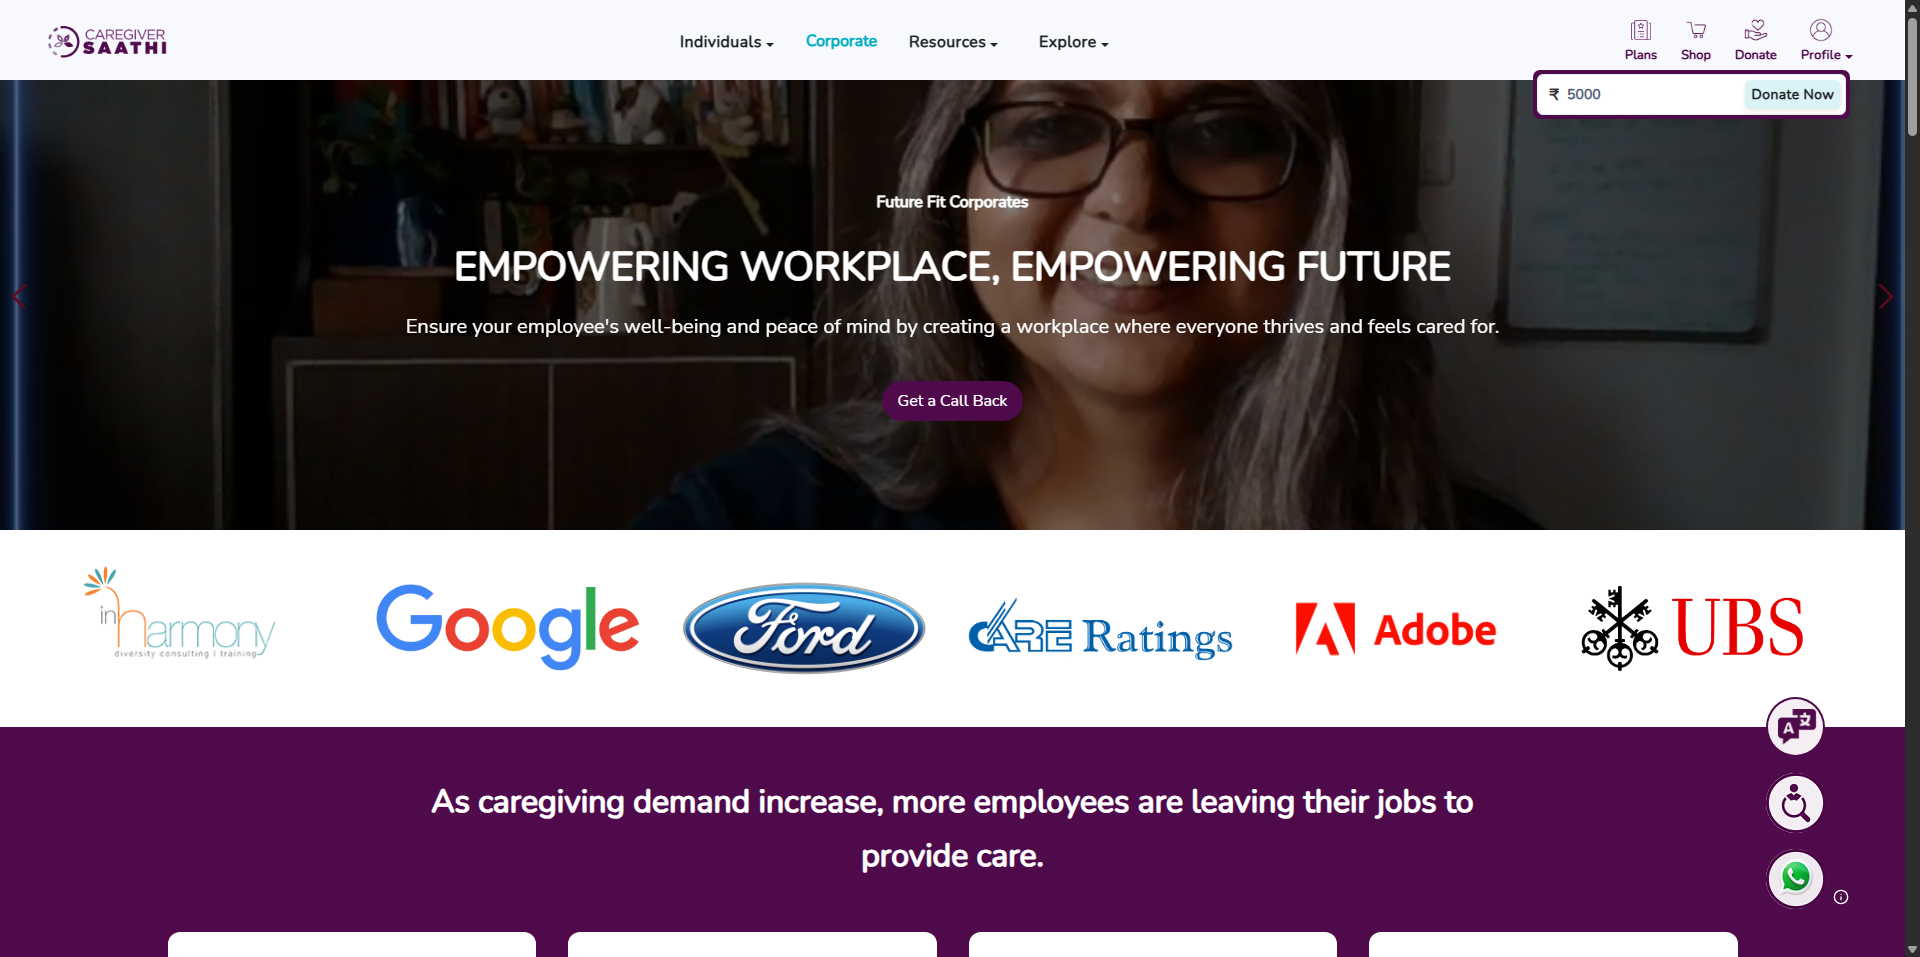 CAREGIVER
SAATHI
Individuals
Corporate
Resources
Explore
Plans
Shop
Donate
Profile
₹ 5000
Donate Now
Future Fit Corporates
EMPOWERING WORKPLACE, EMPOWERING FUTURE
Ensure your employee's well-being and peace of mind by creating a workplace where everyone thrives and feels cared for.
Get a Call Back
in harmony
diversity consulting | training
Google
Ford
CARE Ratings
Adobe
UBS
A 文
As caregiving demand increase, more employees are leaving their jobs to
provide care.